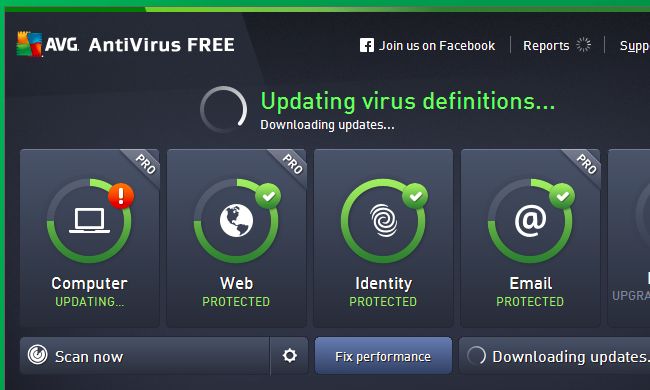 AVG. AntiVirus FREE
Join us on Facebook
Reports
Supp
Updating virus definitions...
Downloading updates...
PRO
PRO
PRO
Computer
UPDATING...
Web
PROTECTED
Identity
PROTECTED
Email
PROTECTED
UPGRA
Scan now
Fix performance
Downloading updates.